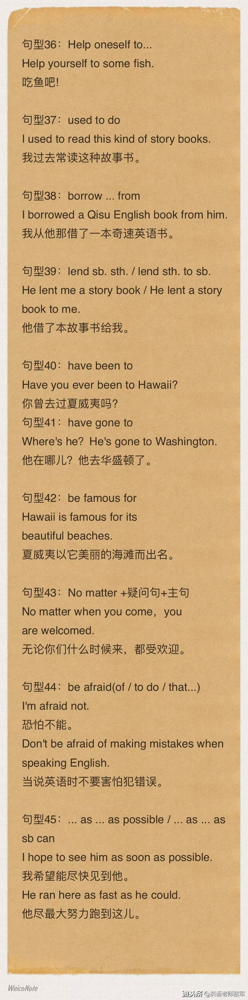 句型36：Help oneself to...
Help yourself to some fish.
吃鱼吧!
句型37：used to do
I used to read this kind of story books.
我过去常读这种故事书。
句型38：borrow ... from
I borrowed a Qisu English book from him.
我从他那借了一本奇速英语书。
句型39：lend sb. sth. / lend sth. to sb.
He lent me a story book / He lent a story
book to me.
他借了本故事书给我。
句型40：have been to
Have you ever been to Hawaii?
你曾去过夏威夷吗?
句型41：have gone to
Where's he？He's gone to Washington.
他在哪儿？他去华盛顿了。
句型42：be famous for
Hawaii is famous for its
beautiful beaches.
夏威夷以它美丽的海滩而出名。
句型43：No matter +疑问句+主句
No matter when you come，you
are welcomed.
无论你们什么时候来，都受欢迎。
句型44：be afraid(of / to do / that...)
I'm afraid not.
恐怕不能。
Don't be afraid of making mistakes when
speaking English.
当说英语时不要害怕犯错误。
句型45：... as ... as possible / ... as ... as
sb can
I hope to see him as soon as possible.
我希望能尽快见到他。
He ran here as fast as he could.
他尽最大努力跑到这儿。
WeicoNote
微头条 @英语老师骆军